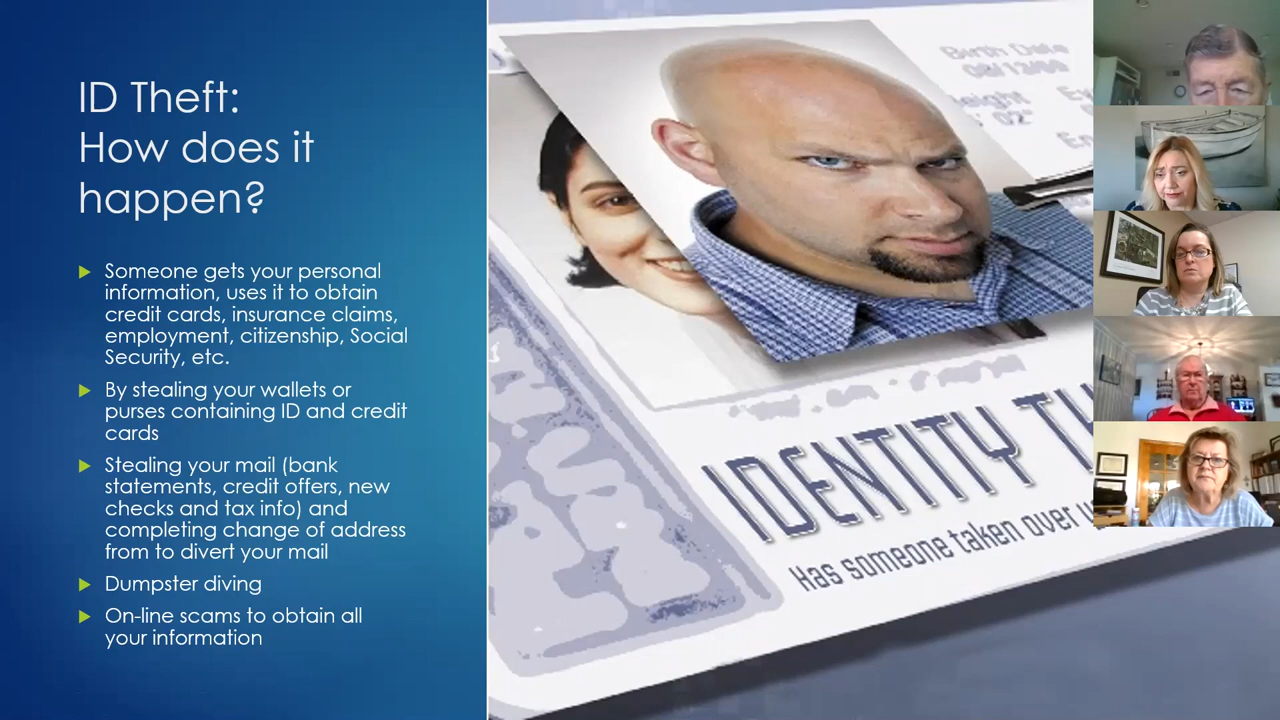 ID Theft:
How does it
happen?
Someone gets your personal
information, uses it to obtain
credit cards, insurance claims,
employment, citizenship, Social
Security, etc.
By stealing your wallets or
purses containing ID and credit
cards
Stealing your mail (bank
statements, credit offers, new
checks and tax info) and
completing change of address
from to divert your mail
Dumpster diving
On-line scams to obtain all
your information
Birth Date
IDENTITY TH
Has someone taken over